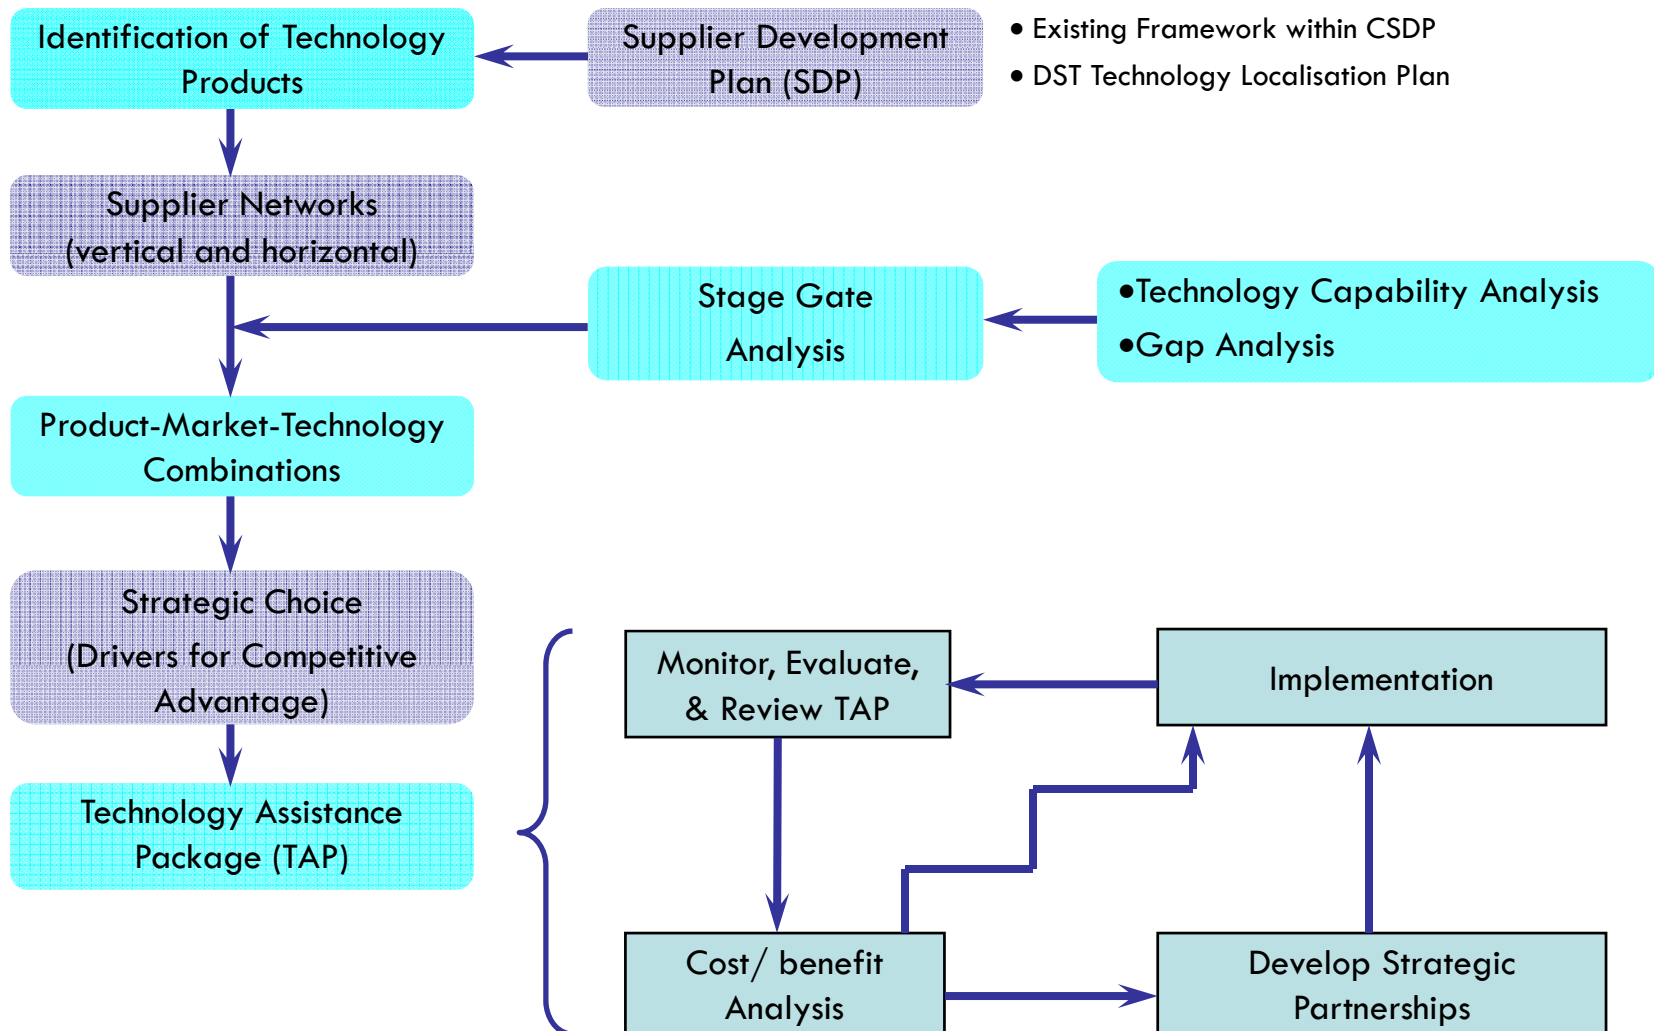 Identification of Technology
Products
Supplier Development
Plan (SDP)
• Existing Framework within CSDP
• DST Technology Localisation Plan
Supplier Networks
(vertical and horizontal)
Stage Gate
Analysis
•Technology Capability Analysis
•Gap Analysis
Product-Market-Technology
Combinations
Strategic Choice
(Drivers for Competitive
Advantage)
Technology Assistance
Package (TAP)
Monitor, Evaluate,
& Review TAP
Implementation
Cost/ benefit
Analysis
Develop Strategic
Partnerships